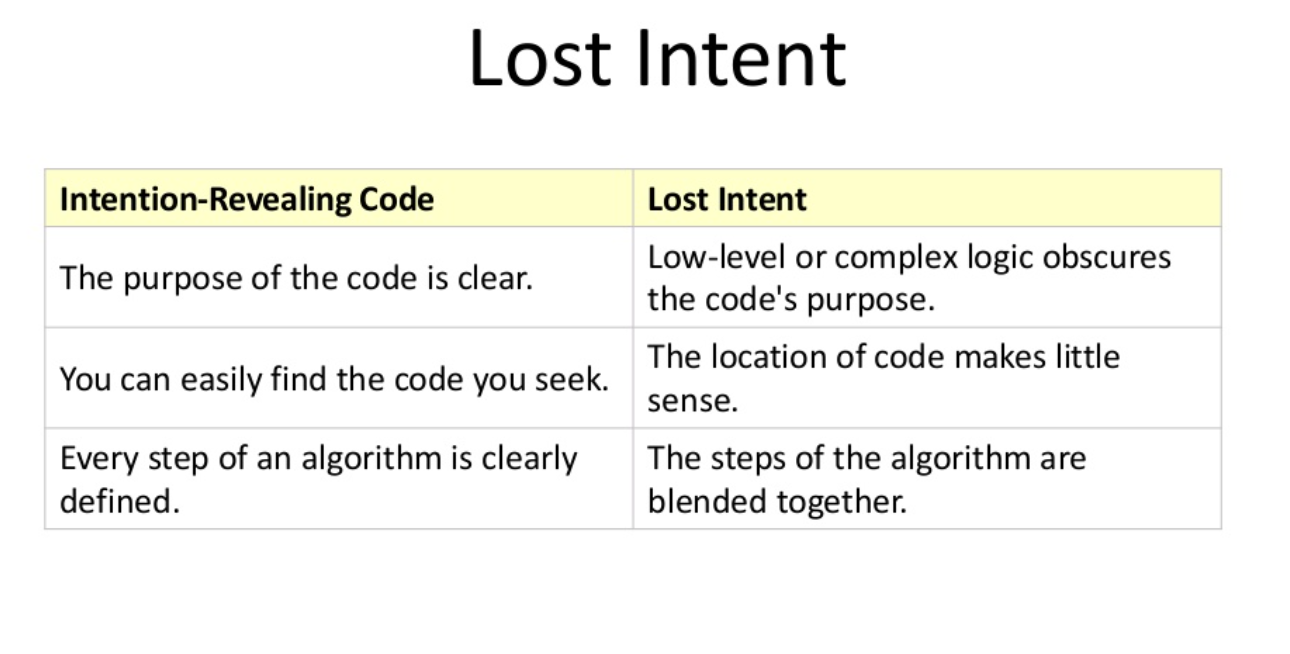 Lost Intent
Intention-Revealing Code
Lost Intent
The purpose of the code is clear.
Low-level or complex logic obscures
the code's purpose.
You can easily find the code you seek.
The location of code makes little
sense.
Every step of an algorithm is clearly
defined.
The steps of the algorithm are
blended together.